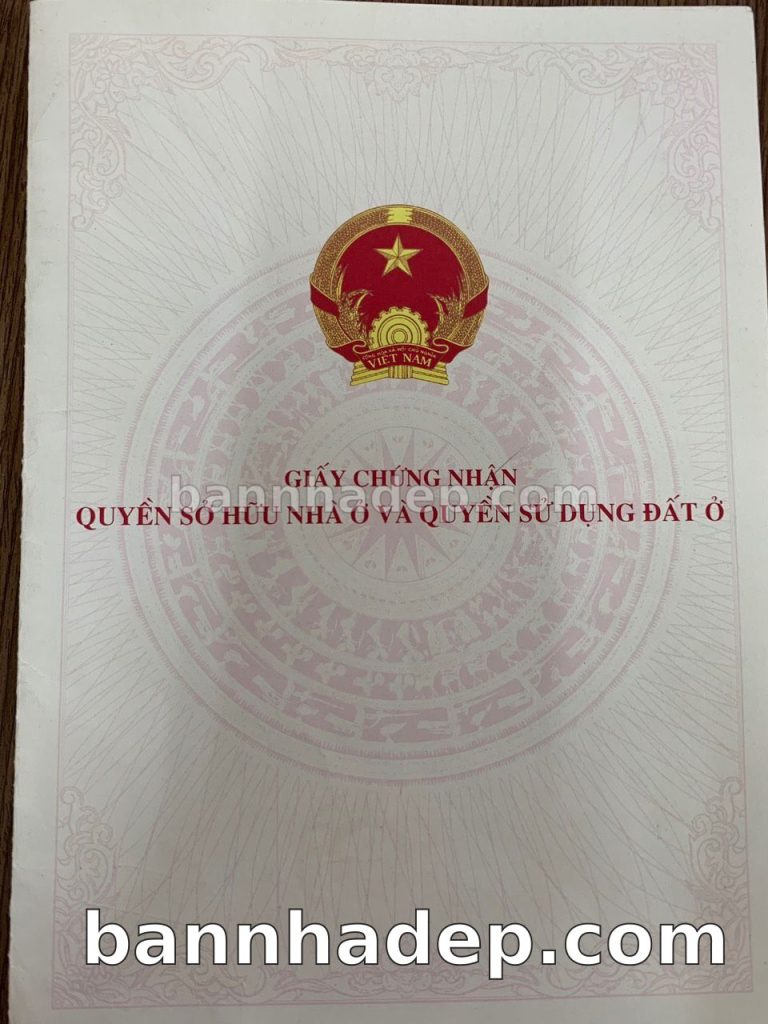 CỘNG HÒA XÃ HỘI CHỦ NGHĨA
VIỆT NAM
GIẤY CHỨNG NHẬN
bannhadep.com
QUYỀN SỞ HỮU NHÀ Ở VÀ QUYỀN SỬ DỤNG ĐẤT Ở
bannhadep.com